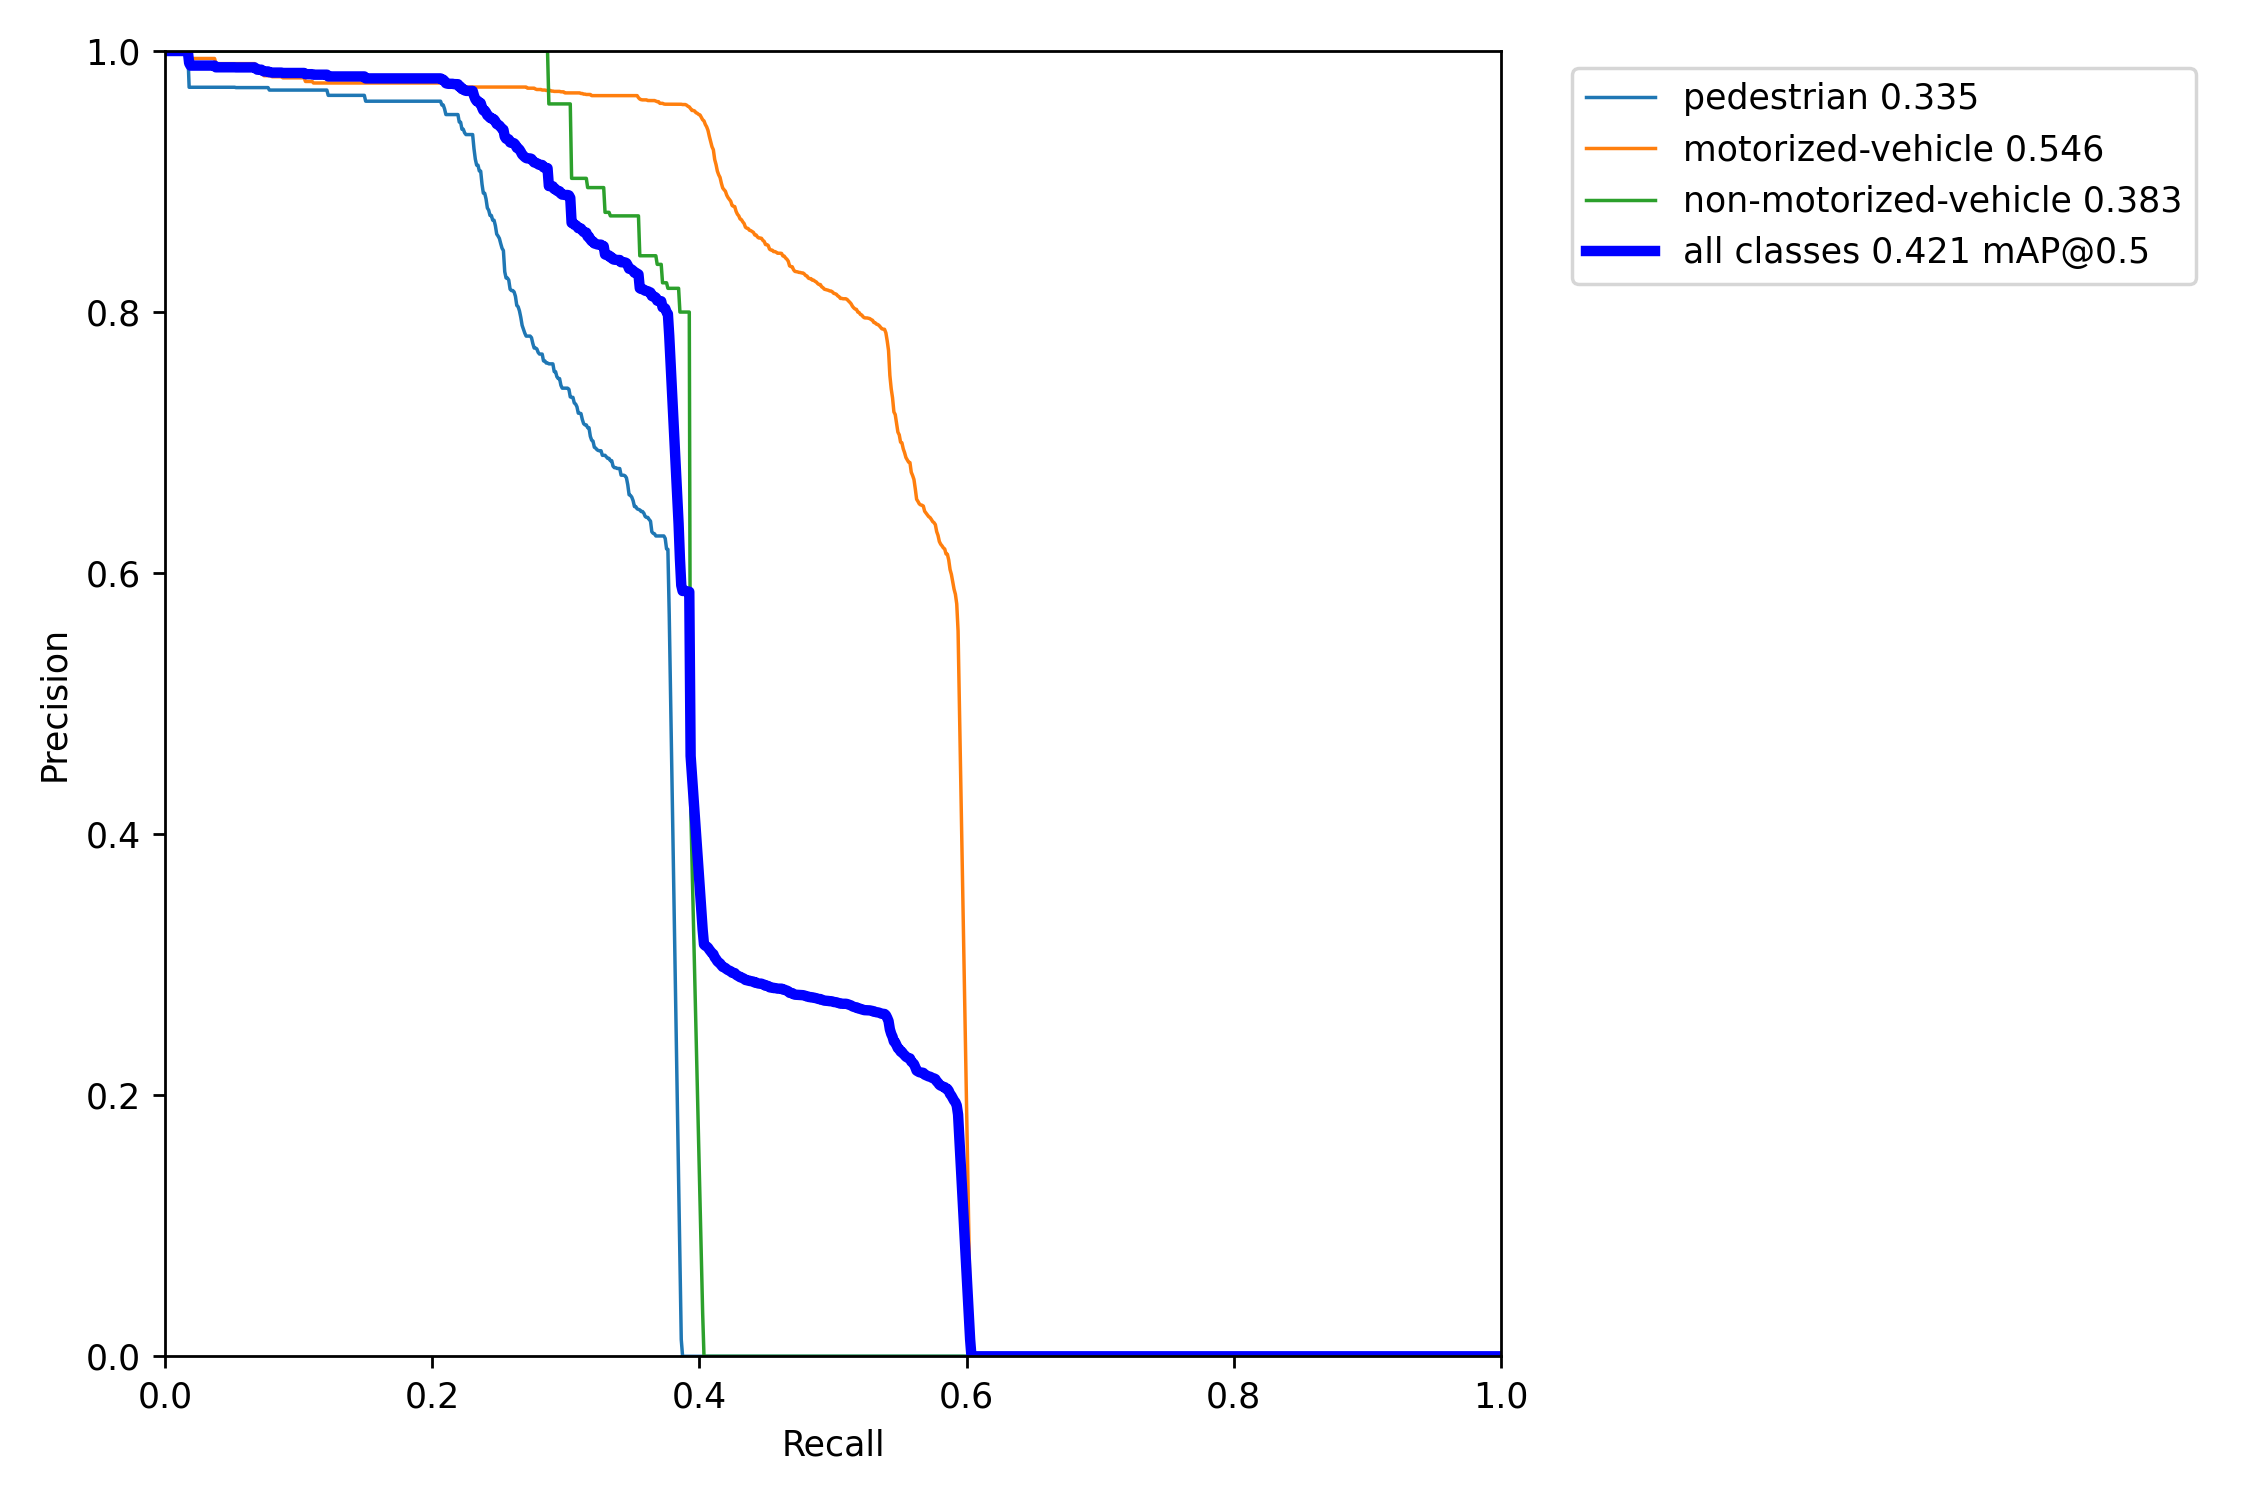 1.0
0.8
0.6
0.4
0.2
0.0
0.0 0.2 0.4 0.6 0.8 1.0
Precision
Recall
pedestrian 0.335
motorized-vehicle 0.546
non-motorized-vehicle 0.383
all classes 0.421 mAP@0.5